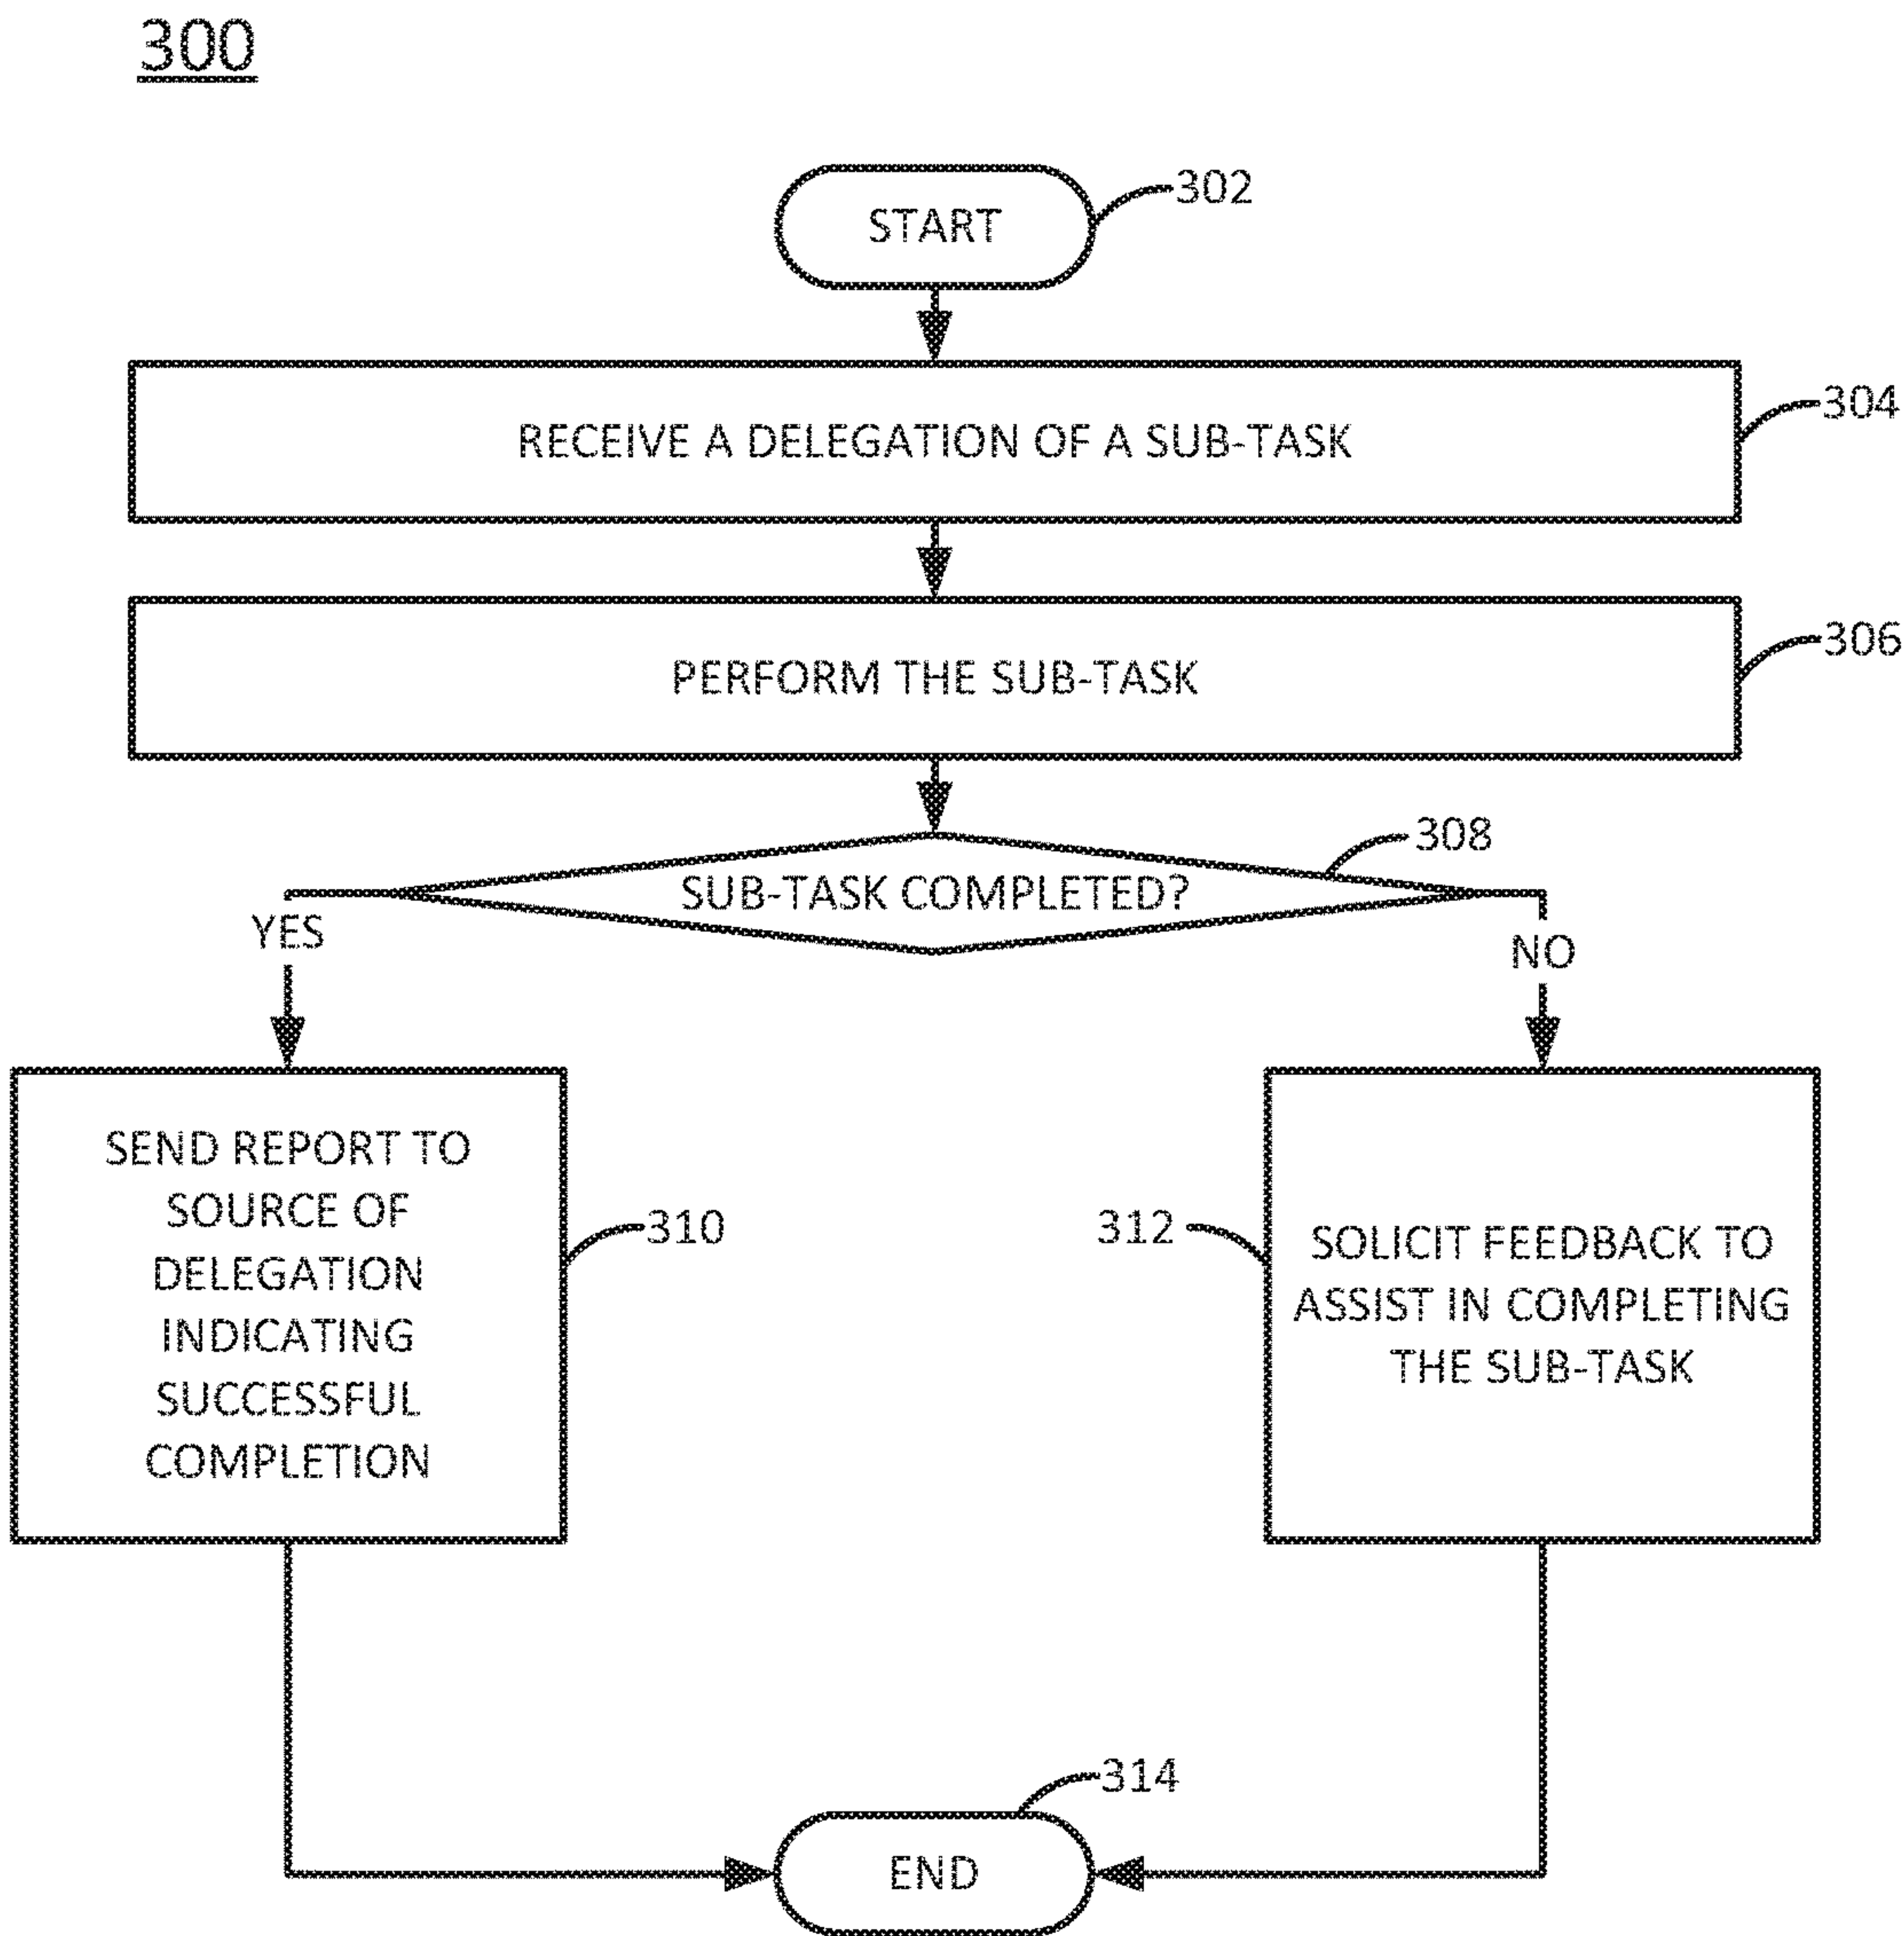 300
302
START
304
RECEIVE A DELEGATION OF A SUB-TASK
306
PERFORM THE SUB-TASK
308
SUB-TASK COMPLETED?
YES
NO
SEND REPORT TO
SOURCE OF
DELEGATION
INDICATING
SUCCESSFUL
COMPLETION
310
312
SOLICIT FEEDBACK TO
ASSIST IN COMPLETING
THE SUB-TASK
314
END